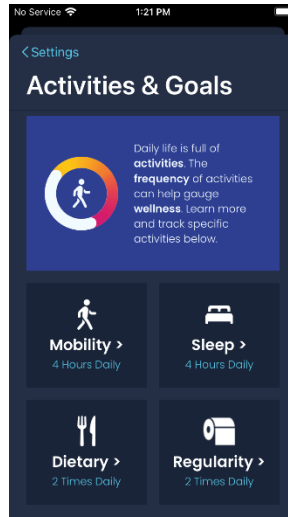 No Service 1:21 PM
< Settings
Activities & Goals
Daily life is full of
activities. The
frequency of activities
can help gauge
wellness. Learn more
and track specific
activities below.
Mobility > Sleep >
4 Hours Daily 4 Hours Daily
Dietary > Regularity >
2 Times Daily 2 Times Daily